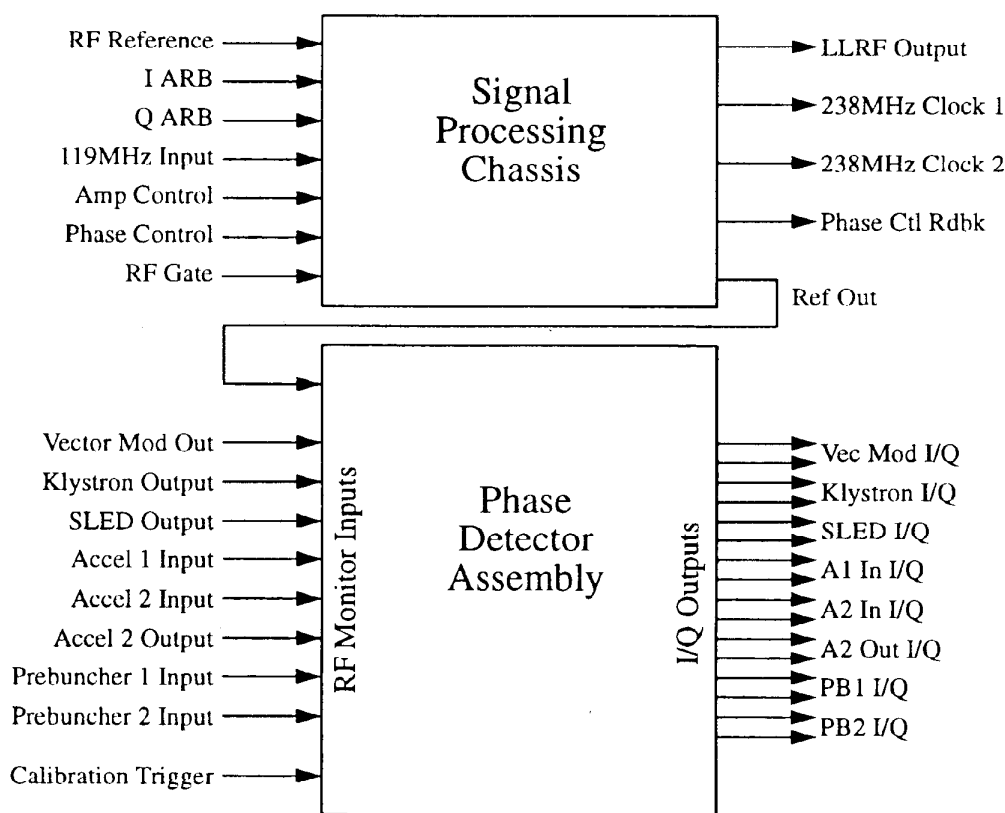 RF Reference
I ARB
Q ARB
119MHz Input
Amp Control
Phase Control
RF Gate
Signal
Processing
Chassis
LLRF Output
238MHz Clock 1
238MHz Clock 2
Phase Ctl Rdbk
Ref Out
Vector Mod Out
Klystron Output
SLED Output
Accel 1 Input
Accel 2 Input
Accel 2 Output
Prebuncher 1 Input
Prebuncher 2 Input
Calibration Trigger
RF Monitor Inputs
Phase
Detector
Assembly
I/Q Outputs
Vec Mod I/Q
Klystron I/Q
SLED I/Q
A1 In I/Q
A2 In I/Q
A2 Out I/Q
PB1 I/Q
PB2 I/Q